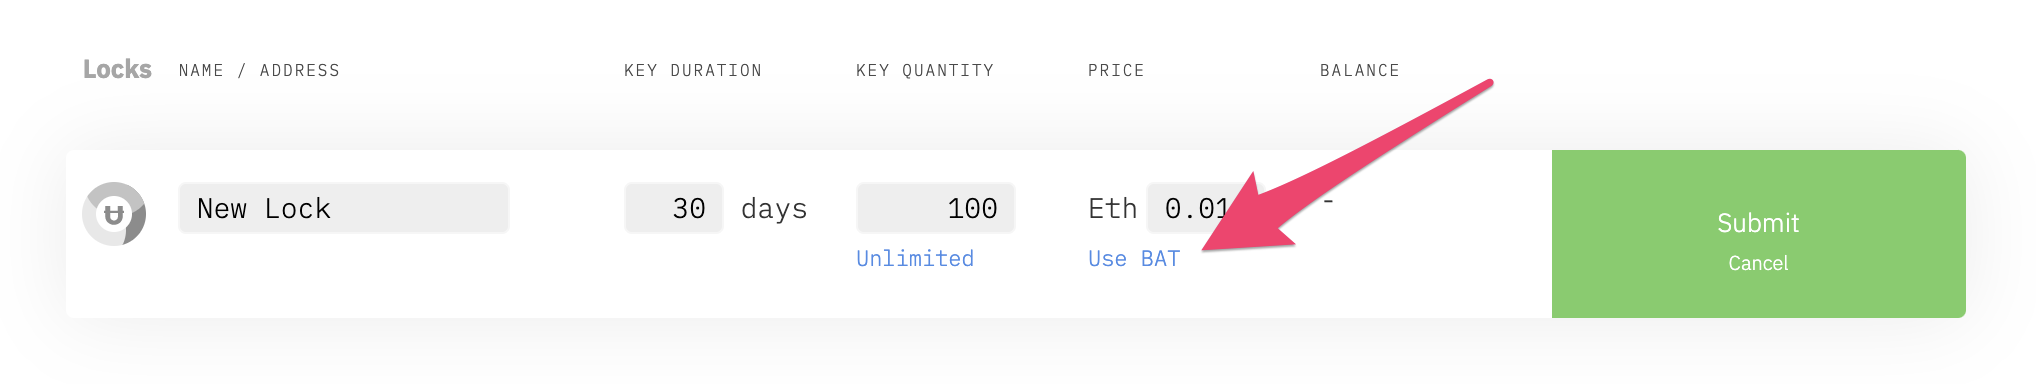 Locks NAME / ADDRESS KEY DURATION KEY QUANTITY PRICE BALANCE
New Lock 30 days 100 Eth 0.01 -
Submit
Unlimited Use BAT
Cancel